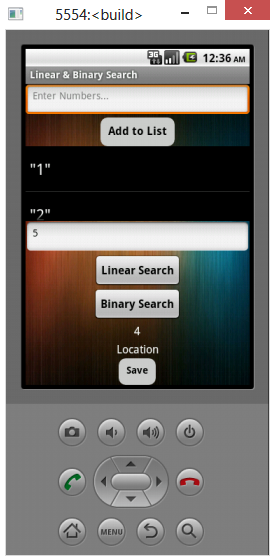 5554:<build>
3G
12:36 AM
Linear & Binary Search
Enter Numbers...
Add to List
"1"
"2"
5
Linear Search
Binary Search
4
Location
Save
MENU